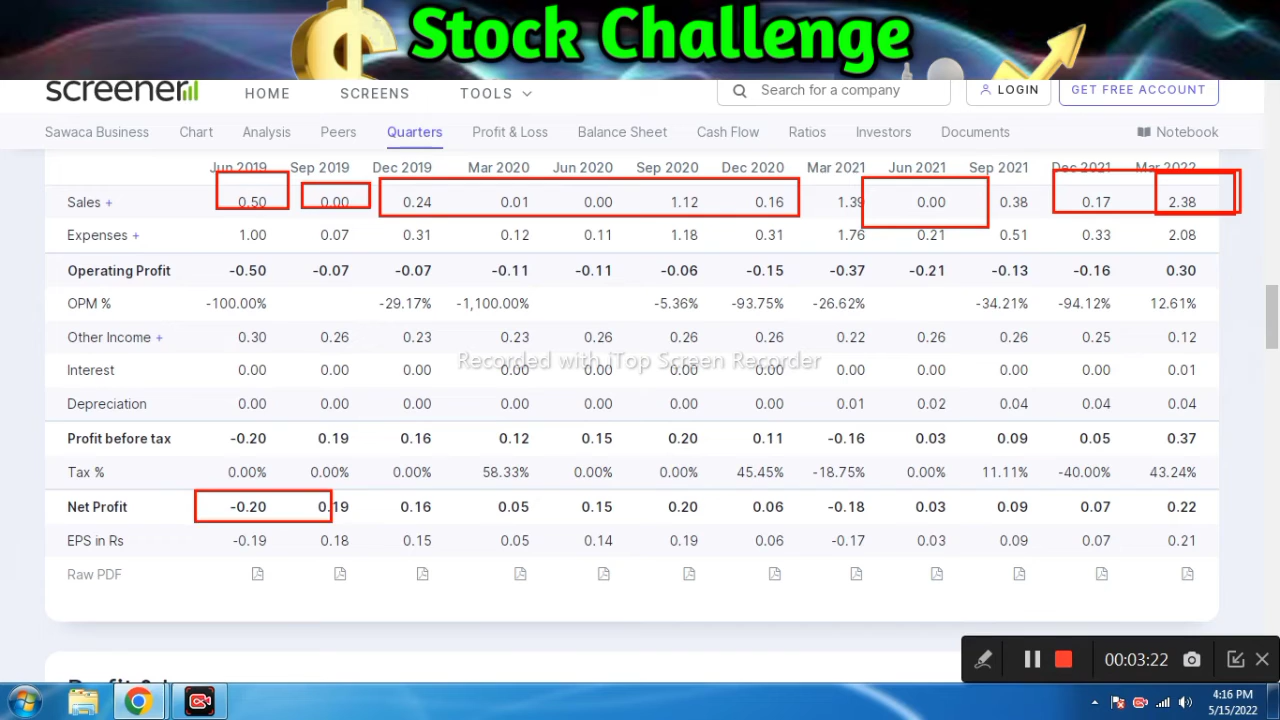 Stock Challenge
screener
HOME SCREENS TOOLS Search for a company LOGIN GET FREE ACCOUNT
Sawaca Business Chart Analysis Peers Quarters Profit & Loss Balance Sheet Cash Flow Ratios Investors Documents Notebook
Jun 2019 Sep 2019 Dec 2019 Mar 2020 Jun 2020 Sep 2020 Dec 2020 Mar 2021 Jun 2021 Sep 2021 Dec 2021 Mar 2022
Sales + 0.50 0.00 0.24 0.01 0.00 1.12 0.16 1.39 0.00 0.38 0.17 2.38
Expenses + 1.00 0.07 0.31 0.12 0.11 1.18 0.31 1.76 0.21 0.51 0.33 2.08
Operating Profit -0.50 -0.07 -0.07 -0.11 -0.11 -0.06 -0.15 -0.37 -0.21 -0.13 -0.16 0.30
OPM % -100.00% -29.17% -1,100.00% -5.36% -93.75% -26.62% -34.21% -94.12% 12.61%
Other Income + 0.30 0.26 0.23 0.23 0.26 0.26 0.26 0.22 0.26 0.26 0.25 0.12
Recorded with iTop Screen Recorder
Interest 0.00 0.00 0.00 0.00 0.00 0.00 0.00 0.00 0.00 0.00 0.00 0.01
Depreciation 0.00 0.00 0.00 0.00 0.00 0.00 0.00 0.01 0.02 0.04 0.04 0.04
Profit before tax -0.20 0.19 0.16 0.12 0.15 0.20 0.11 -0.16 0.03 0.09 0.05 0.37
Tax % 0.00% 0.00% 0.00% 58.33% 0.00% 0.00% 45.45% -18.75% 0.00% 11.11% -40.00% 43.24%
Net Profit -0.20 0.19 0.16 0.05 0.15 0.20 0.06 -0.18 0.03 0.09 0.07 0.22
EPS in Rs -0.19 0.18 0.15 0.05 0.14 0.19 0.06 -0.17 0.03 0.09 0.07 0.21
Raw PDF
00:03:22
4:16 PM
5/15/2022